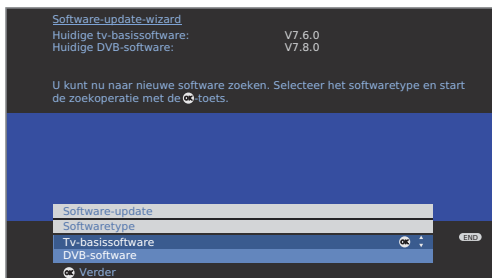 Software-update-wizard
Huidige tv-basissoftware: V7.6.0
Huidige DVB-software: V7.8.0
U kunt nu naar nieuwe software zoeken. Selecteer het softwaretype en start
de zoekoperatie met de OK-toets.
Software-update
Softwaretype
Tv-basissoftware OK
END
DVB-software
OK Verder